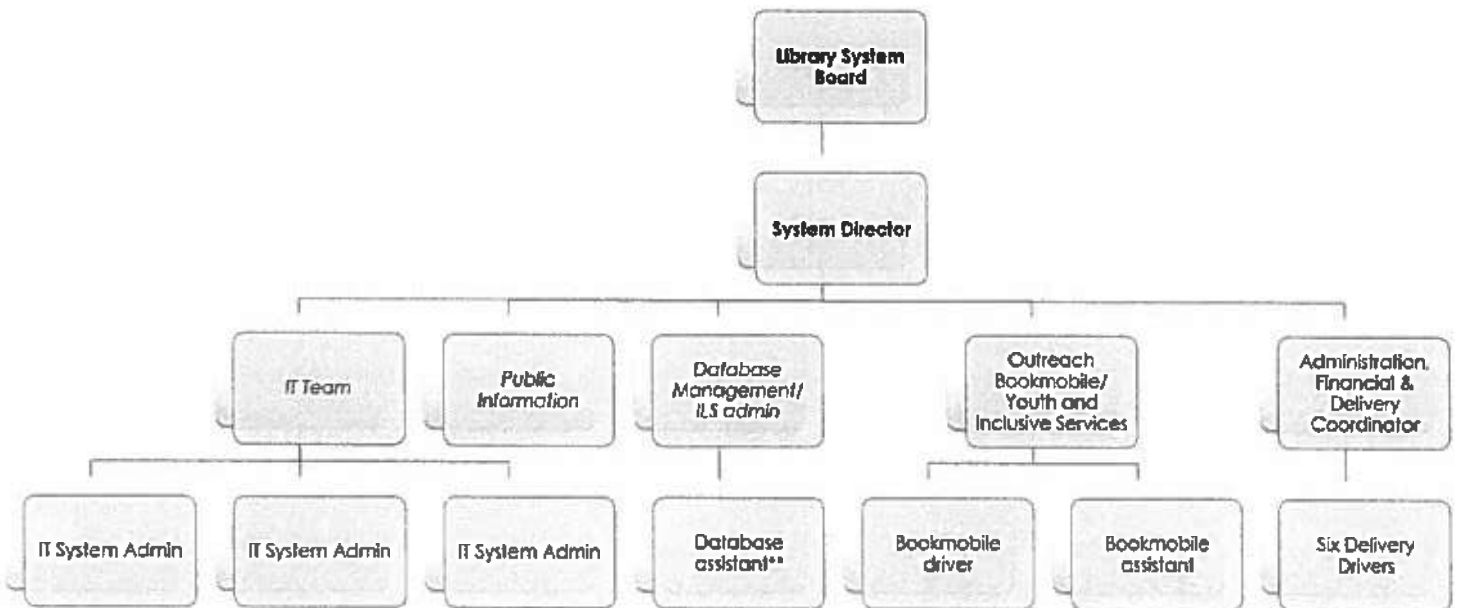 Library System
Board
System Director
IT Team
Public
Information
Database
Management/
ILS admin
Outreach
Bookmobile/
Youth and
Inclusive Services
Administration,
Financial &
Delivery
Coordinator
IT System Admin
IT System Admin
IT System Admin
Database
assistant**
Bookmobile
driver
Bookmobile
assistant
Six Delivery
Drivers